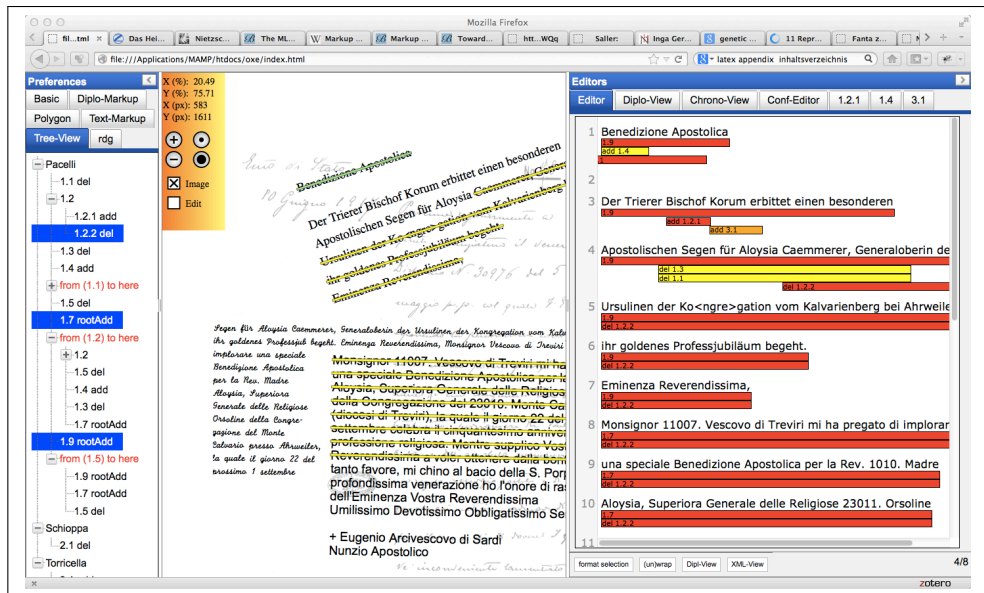 Mozilla Firefox
fil...tml
Das Hei...
Nietzsc...
The ML...
Markup ...
Markup ...
Toward...
htt...WQq
Saller:
Inga Ger...
genetic ...
11 Repr...
Fanta z...
file:///Applications/MAMP/htdocs/oxe/index.html
latex appendix inhaltsverzeichnis
Preferences
Basic
Diplo-Markup
Polygon
Text-Markup
Tree-View
rdg
Pacelli
1.1 del
1.2
1.2.1 add
1.2.2 del
1.3 del
1.4 add
from (1.1) to here
1.5 del
1.7 rootAdd
from (1.2) to here
1.2
1.5 del
1.4 add
1.3 del
1.7 rootAdd
1.9 rootAdd
from (1.5) to here
1.9 rootAdd
1.7 rootAdd
1.5 del
Schioppa
2.1 del
Torricella
X (%): 20.49
Y (%): 75.71
X (px): 583
Y (px): 1611
Image
Edit
Benedizione Apostolica
Der Trierer Bischof Korum erbittet einen besonderen
Apostolischen Segen für Aloysia Caemmerer Gener
Ursulinen der Ko-ngre-gation vom Kalvarienberg
ihr goldenes Professjubiläum begeht.
Eminenza Reverendissima,
Segen für Aloysia Caemmerer, Generaloberin der Ursulinen der Kongregation vom Kalv
ihr goldenes Professjub begeht. Eminenza Reverendissima, Monsignor Vescovo di Treviri
implorare una speciale
Benedizione Apostolica
per la Rev. Madre
Aloysia, Superiora
Generale delle Religiose
Orsoline della Congre-
gagione del Monte
Calvario presso Ahrweiler,
la quale il giorno 22 del
prossimo 1 settembre
Monsignor 11007. Vescovo di Treviri mi ha
una speciale Benedizione Apostolica per la
Aloysia, Superiora Generale delle Religios
della Congregazione del 23010. Monte Ca
(diocesi di Treviri), la quale il giorno 22 del
settembre celebra il cinquantesimo anniver
professione religiosa. Mentre supplico Vos
Reverendissima a voler ottenere dalla bon
tanto favore, mi chino al bacio della S. Porp
profondissima venerazione ho l'onore di ras
dell'Eminenza Vostra Reverendissima
Umilissimo Devotissimo Obbligatissimo Se
+ Eugenio Arcivescovo di Sardi
Nunzio Apostolico
Editors
Editor
Diplo-View
Chrono-View
Conf-Editor
1.2.1
1.4
3.1
1 Benedizione Apostolica
1.9
add 1.4
1
2
3 Der Trierer Bischof Korum erbittet einen besonderen
1.9
add 1.2.1
add 3.1
4 Apostolischen Segen für Aloysia Caemmerer, Generaloberin de
1.9
del 1.3
del 1.1
del 1.2.2
5 Ursulinen der Ko<ngre>gation vom Kalvarienberg bei Ahrweile
1.9
del 1.2.2
6 ihr goldenes Professjubiläum begeht.
1.9
del 1.2.2
7 Eminenza Reverendissima,
1.9
del 1.2.2
8 Monsignor 11007. Vescovo di Treviri mi ha pregato di implorar
1.7
del 1.2.2
9 una speciale Benedizione Apostolica per la Rev. 1010. Madre
1.7
del 1.2.2
10 Aloysia, Superiora Generale delle Religiose 23011. Orsoline
1.7
del 1.2.2
11
format selection
(un)wrap
Dipl-View
XML-View
4/8
zotero